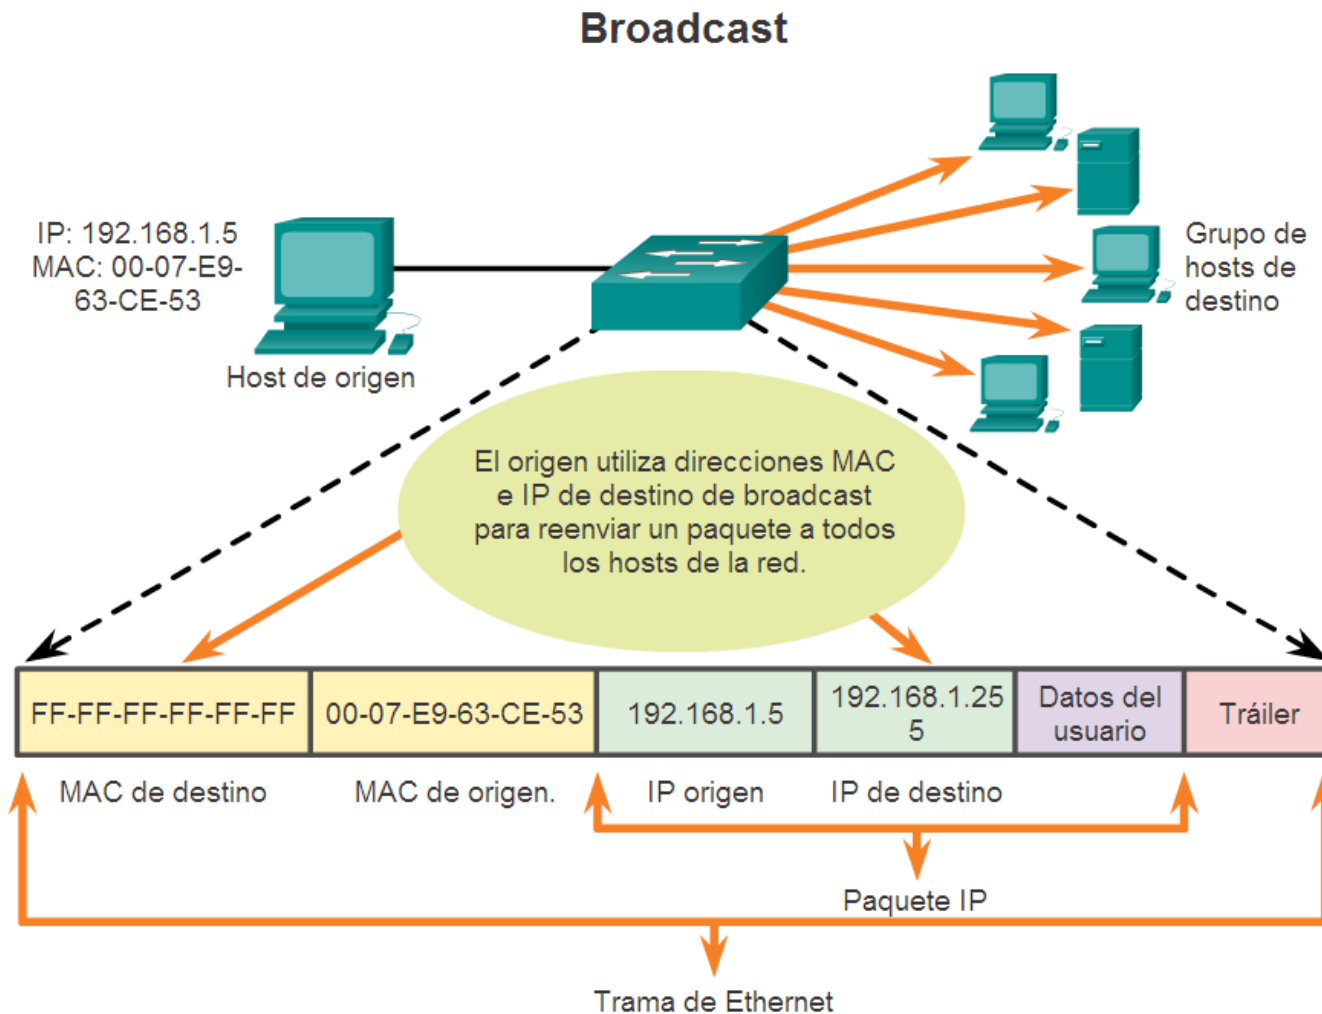 Broadcast
IP: 192.168.1.5
MAC: 00-07-E9-
63-CE-53
Host de origen
Grupo de
hosts de
destino
El origen utiliza direcciones MAC
e IP de destino de broadcast
para reenviar un paquete a todos
los hosts de la red.
FF-FF-FF-FF-FF-FF
00-07-E9-63-CE-53
192.168.1.5
192.168.1.25
5
Datos del
usuario
Tráiler
MAC de destino
MAC de origen.
IP origen
IP de destino
Paquete IP
Trama de Ethernet